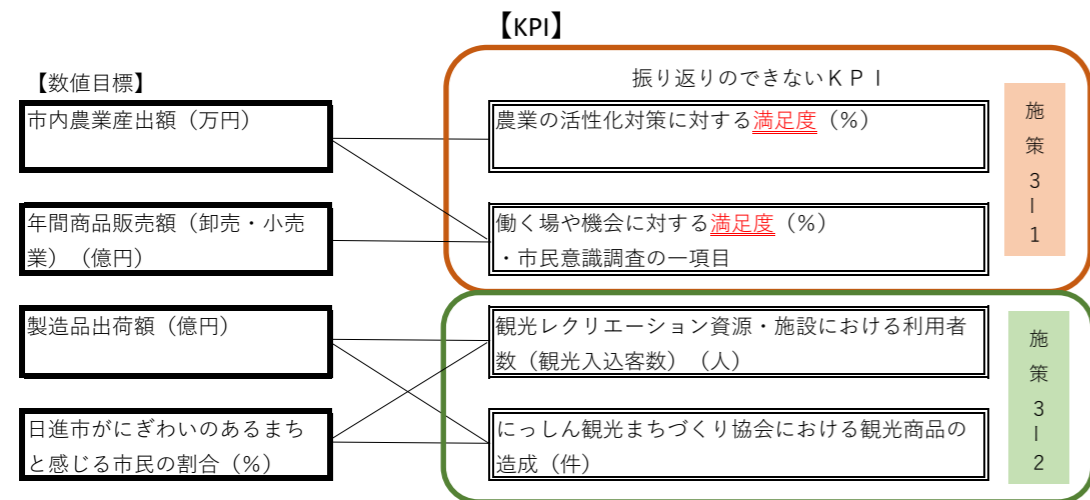 【KPI】
【数値目標】
振り返りのできないＫＰＩ
市内農業産出額（万円）
農業の活性化対策に対する満足度（%）
年間商品販売額（卸売・小売
業）（億円）
働く場や機会に対する満足度（%）
・市民意識調査の一項目
施策３ー１
製造品出荷額（億円）
観光レクリエーション資源・施設における利用者
数（観光入込客数）（人）
日進市がにぎわいのあるまち
と感じる市民の割合（%）
にっしん観光まちづくり協会における観光商品の
造成（件）
施策３ー２